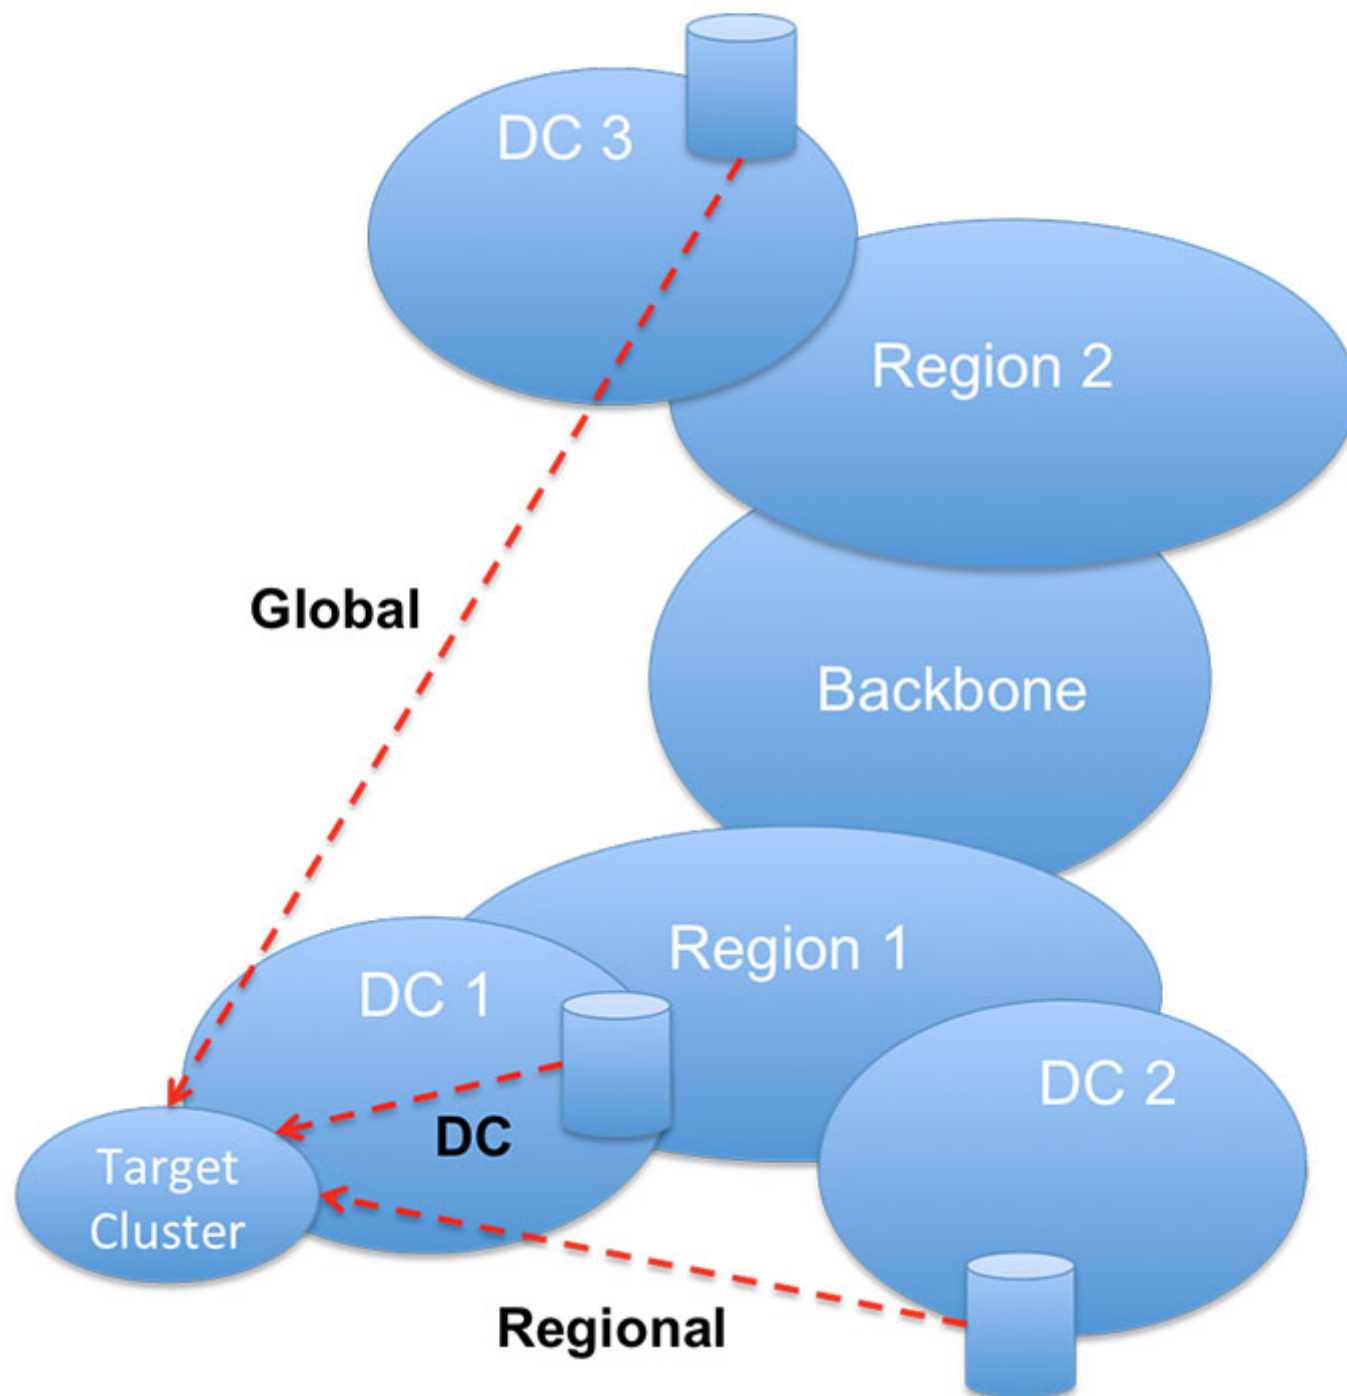 DC 3
Region 2
Global
Backbone
Region 1
DC 1
DC 2
DC
Target
Cluster
Regional